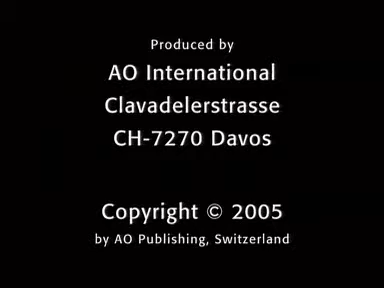 Produced by
AO International
Clavadelerstrasse
CH-7270 Davos
Copyright © 2005
by AO Publishing, Switzerland